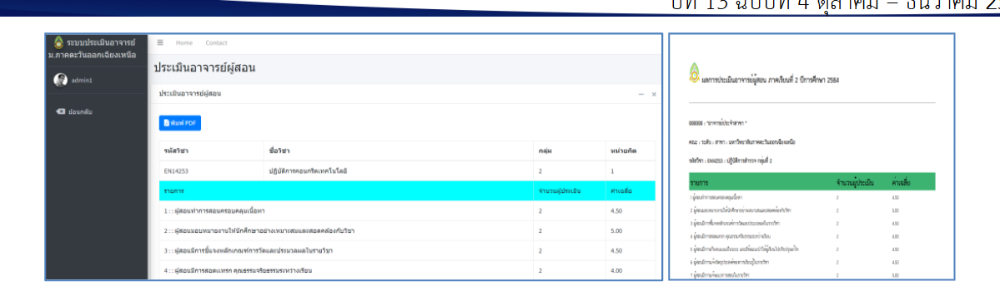 ปีที่ 13 ฉบับที่ 4 ตุลาคม – ธันวาคม
ระบบประเมินอาจารย์
ม.ภาคตะวันออกเฉียงเหนือ
Home Contact
admin1
ย้อนกลับ
ประเมินอาจารย์ผู้สอน
ประเมินอาจารย์ผู้สอน
พิมพ์ PDF
รหัสวิชา ชื่อวิชา กลุ่ม หน่วยกิต
EN14253 ปฏิบัติการคอนกรีตเทคโนโลยี 2 1
รายการ จำนวนผู้ประเมิน ค่าเฉลี่ย
1 : : ผู้สอนทำการสอนครอบคลุมเนื้อหา 2 4.50
2 : : ผู้สอนมอบหมายงานให้นักศึกษาอย่างเหมาะสมและสอดคล้องกับวิชา 2 5.00
3 : : ผู้สอนมีการชี้แจงหลักเกณฑ์การวัดและประมวลผลในรายวิชา 2 4.50
4 : : ผู้สอนมีการสอดแทรก คุณธรรมจริยธรรมระหว่างเรียน 2 4.00
ผลการประเมินอาจารย์ผู้สอน ภาคเรียนที่ 2 ปีการศึกษา 2564
คณะ : ระดับ : สาขา : มหาวิทยาลัยภาคตะวันออกเฉียงเหนือ
รหัสวิชา : EN14253 : ปฏิบัติการสำรวจ กลุ่มที่ 2
รายการ จำนวนผู้ประเมิน ค่าเฉลี่ย
1 ผู้สอนทำการสอนครอบคลุมเนื้อหา 2 4.50
2 ผู้สอนมอบหมายงานให้นักศึกษาอย่างเหมาะสมและสอดคล้องกับวิชา 2 5.00
3 ผู้สอนมีการชี้แจงหลักเกณฑ์การวัดและประมวลผลในรายวิชา 2 4.50
4 ผู้สอนมีการสอดแทรก คุณธรรมจริยธรรมระหว่างเรียน 2 4.00
2 4.50
2 4.50
2 5.00